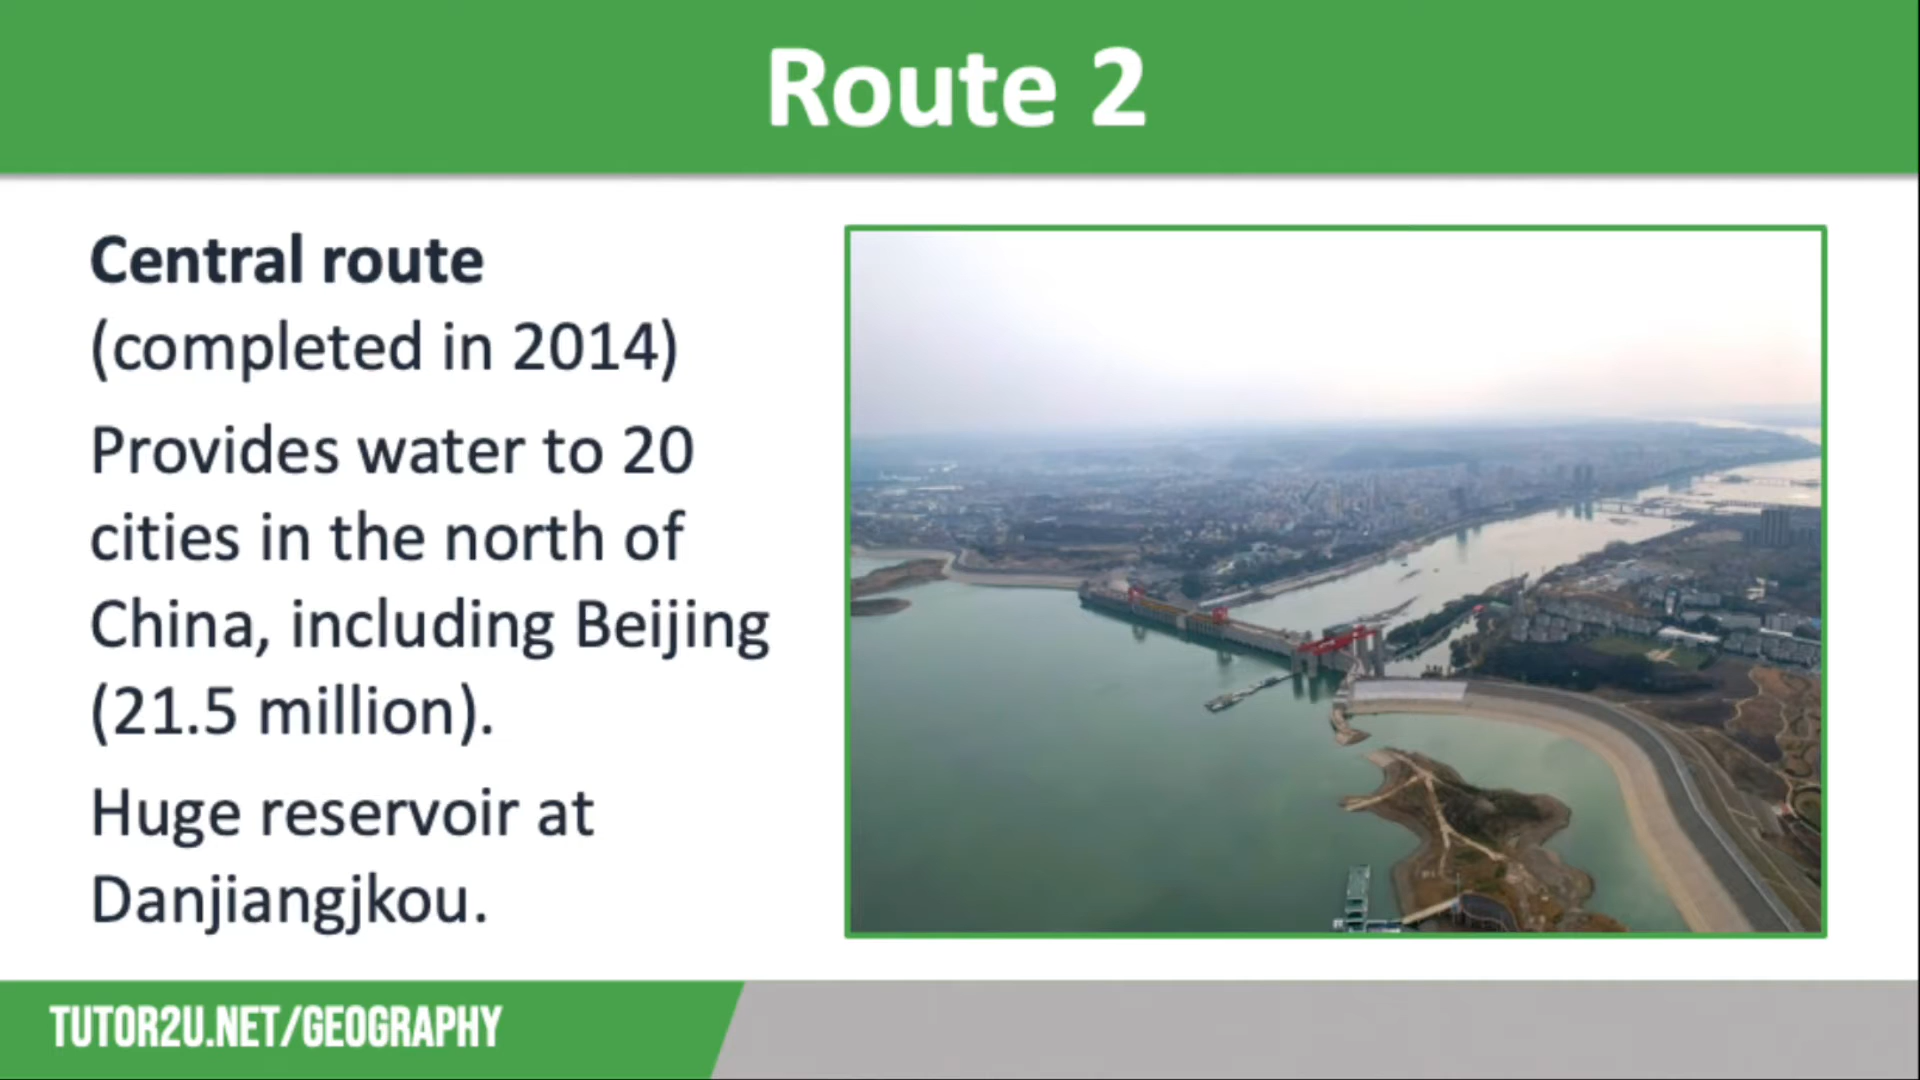 Route 2
Central route
(completed in 2014)
Provides water to 20
cities in the north of
China, including Beijing
(21.5 million).
Huge reservoir at
Danjiangjkou.
TUTOR2U.NET/GEOGRAPHY